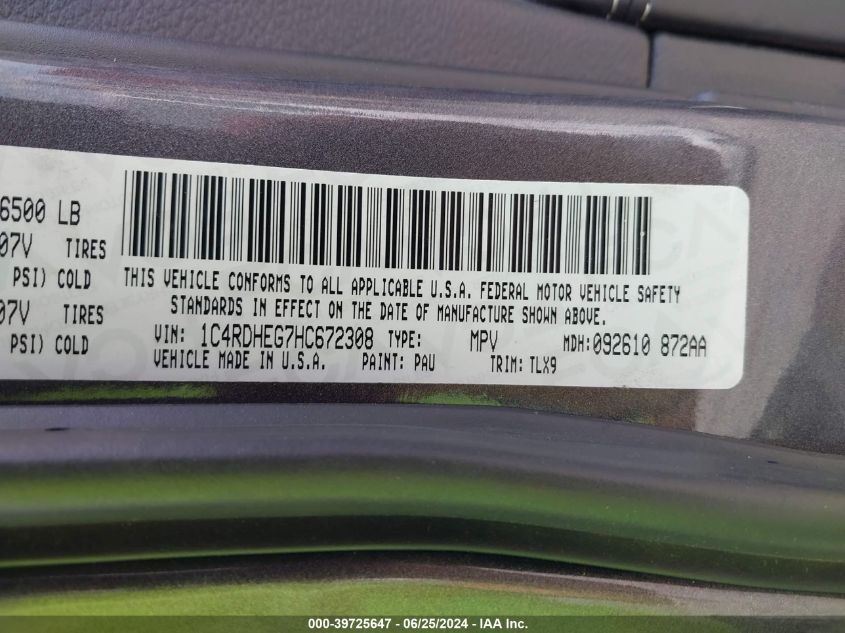 6500 LB
07V TIRES
PSI) COLD
07V TIRES
PSI) COLD
THIS VEHICLE CONFORMS TO ALL APPLICABLE U.S.A. FEDERAL MOTOR VEHICLE SAFETY
STANDARDS IN EFFECT ON THE DATE OF MANUFACTURE SHOWN ABOVE.
VIN: 1C4RDHEG7HC672308 TYPE: MPV MDH:092610 872AA
VEHICLE MADE IN U.S.A. PAINT: PAU TRIM: TLX9
000-39725647 - 06/25/2024 - IAA Inc.